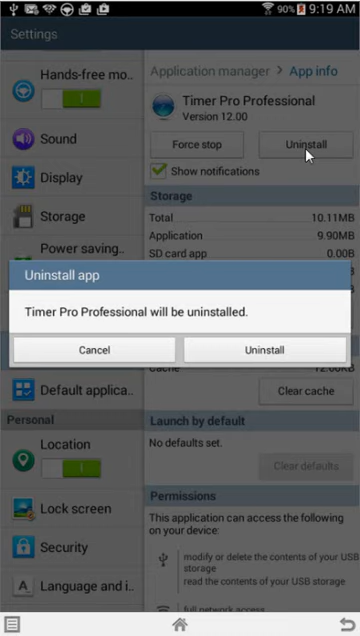 90% 9:19 AM
Settings
Hands-free mo..
Sound
Display
Storage
Power saving..
Default applica..
Personal
Location
Lock screen
Security
Language and i..
Application manager > App info
Timer Pro Professional
Version 12.00
Force stop
Uninstall
Show notifications
Storage
Total 10.11MB
Application 9.90MB
SD card app 0.00B
Uninstall app
Timer Pro Professional will be uninstalled.
Cancel
Uninstall
Cache 12.00KB
Clear cache
Launch by default
No defaults set.
Clear defaults
Permissions
This application can access the following
on your device:
modify or delete the contents of your USB
storage
read the contents of your USB storage
full network access